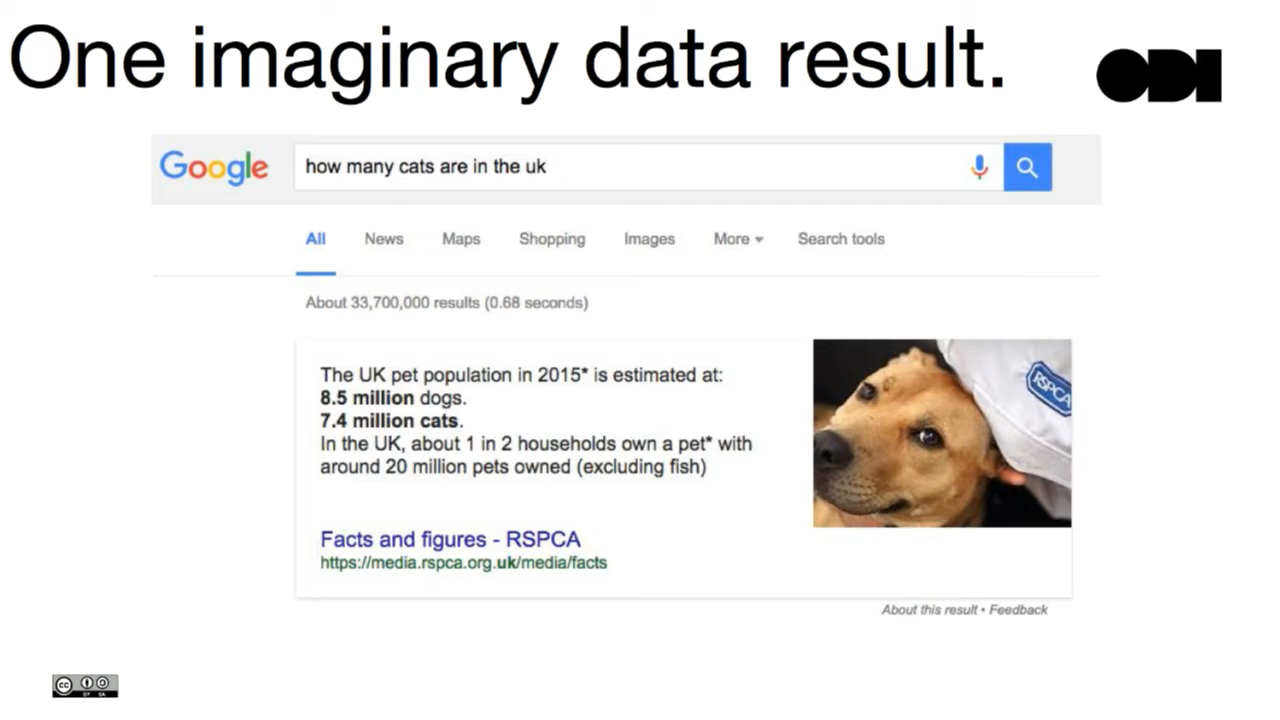 One imaginary data result.
ODI
Google
how many cats are in the uk
All News Maps Shopping Images More Search tools
About 33,700,000 results (0.68 seconds)
The UK pet population in 2015* is estimated at:
8.5 million dogs.
7.4 million cats.
In the UK, about 1 in 2 households own a pet* with
around 20 million pets owned (excluding fish)
RSPCA
Facts and figures - RSPCA
https://media.rspca.org.uk/media/facts
About this result • Feedback
cc
BY SA